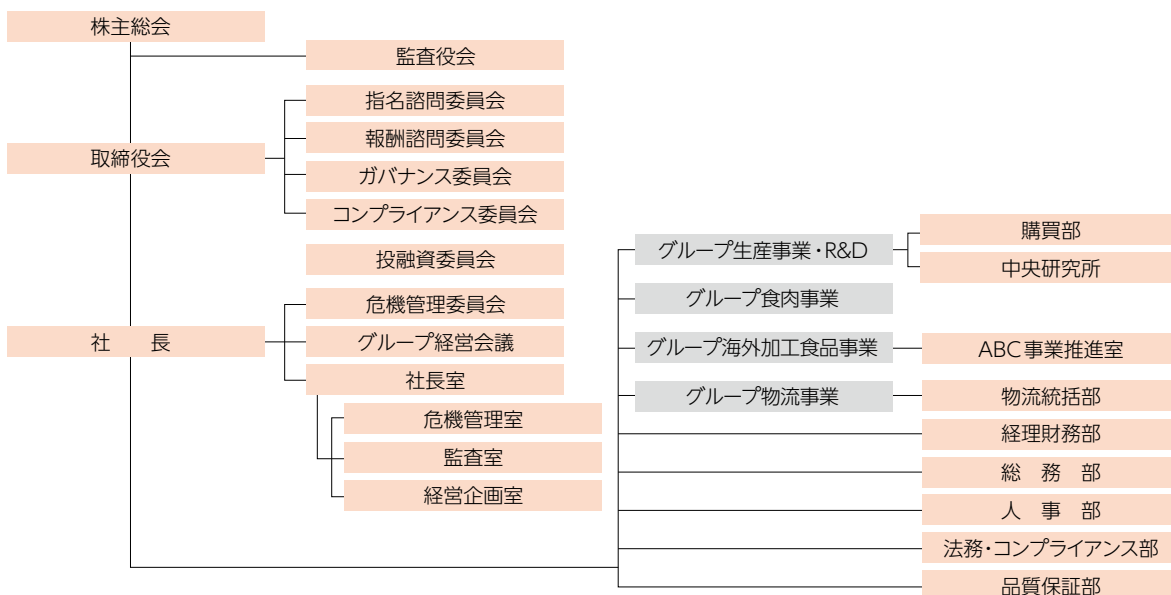 株主総会
監査役会
指名諮問委員会
報酬諮問委員会
取締役会
ガバナンス委員会
コンプライアンス委員会
投融資委員会
危機管理委員会
社　長
グループ経営会議
社長室
危機管理室
監査室
経営企画室
グループ生産事業・R&D
購買部
中央研究所
グループ食肉事業
グループ海外加工食品事業
ABC事業推進室
グループ物流事業
物流統括部
経理財務部
総　務　部
人　事　部
法務・コンプライアンス部
品質保証部